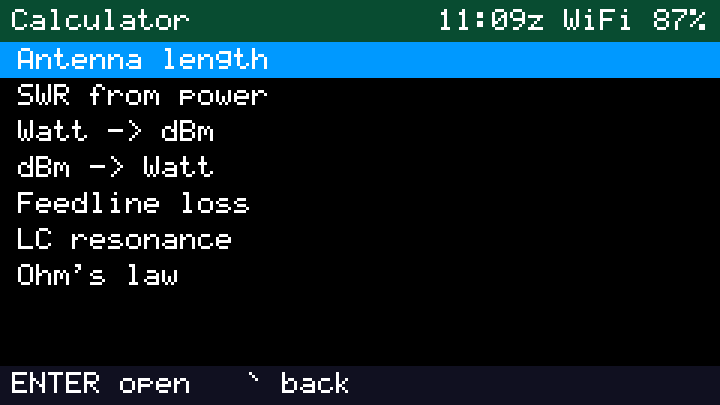 Calculator 11:09z WiFi 87%
Antenna length
SWR from power
Watt -> dBm
dBm -> Watt
Feedline loss
LC resonance
Ohm's law
ENTER open ` back